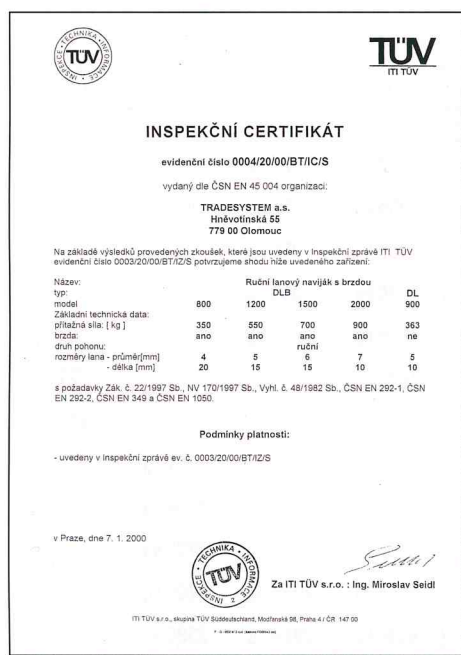 TECHNIKA • INFORMACE • INSPEKCE •
TÜV
TÜV
ITI TÜV
INSPEKČNÍ CERTIFIKÁT
evidenční číslo 0004/20/00/BT/IC/S
vydaný dle ČSN EN 45 004 organizaci:
TRADESYSTEM a.s.
Hněvotínská 55
779 00 Olomouc
Na základě výsledků provedených zkoušek, které jsou uvedeny v Inspekční zprávě ITI TÜV
evidenční číslo 0003/20/00/BT/IZ/S potvrzujeme shodu níže uvedeného zařízení:
Název: Ruční lanový naviják s brzdou
typ: DLB DL
model 800 1200 1500 2000 900
Základní technická data:
přítažná síla: [ kg ] 350 550 700 900 363
brzda: ano ano ano ano ne
druh pohonu: ruční
rozměry lana - průměr[mm] 4 5 6 7 5
- délka [mm] 20 15 15 10 10
s požadavky Zák. č. 22/1997 Sb., NV 170/1997 Sb., Vyhl. č. 48/1982 Sb., ČSN EN 292-1, ČSN
EN 292-2, ČSN EN 349 a ČSN EN 1050.
Podmínky platnosti:
- uvedeny v Inspekční zprávě ev. č. 0003/20/00/BT/IZ/S
v Praze, dne 7. 1. 2000
TECHNIKA • INFORMACE • INSPEKCE • 2
TÜV
Za ITI TÜV s.r.o. : Ing. Miroslav Seidl
ITI TÜV s.r.o., skupina TÜV Süddeutschland, Modřanská 98, Praha 4 / ČR 147 00